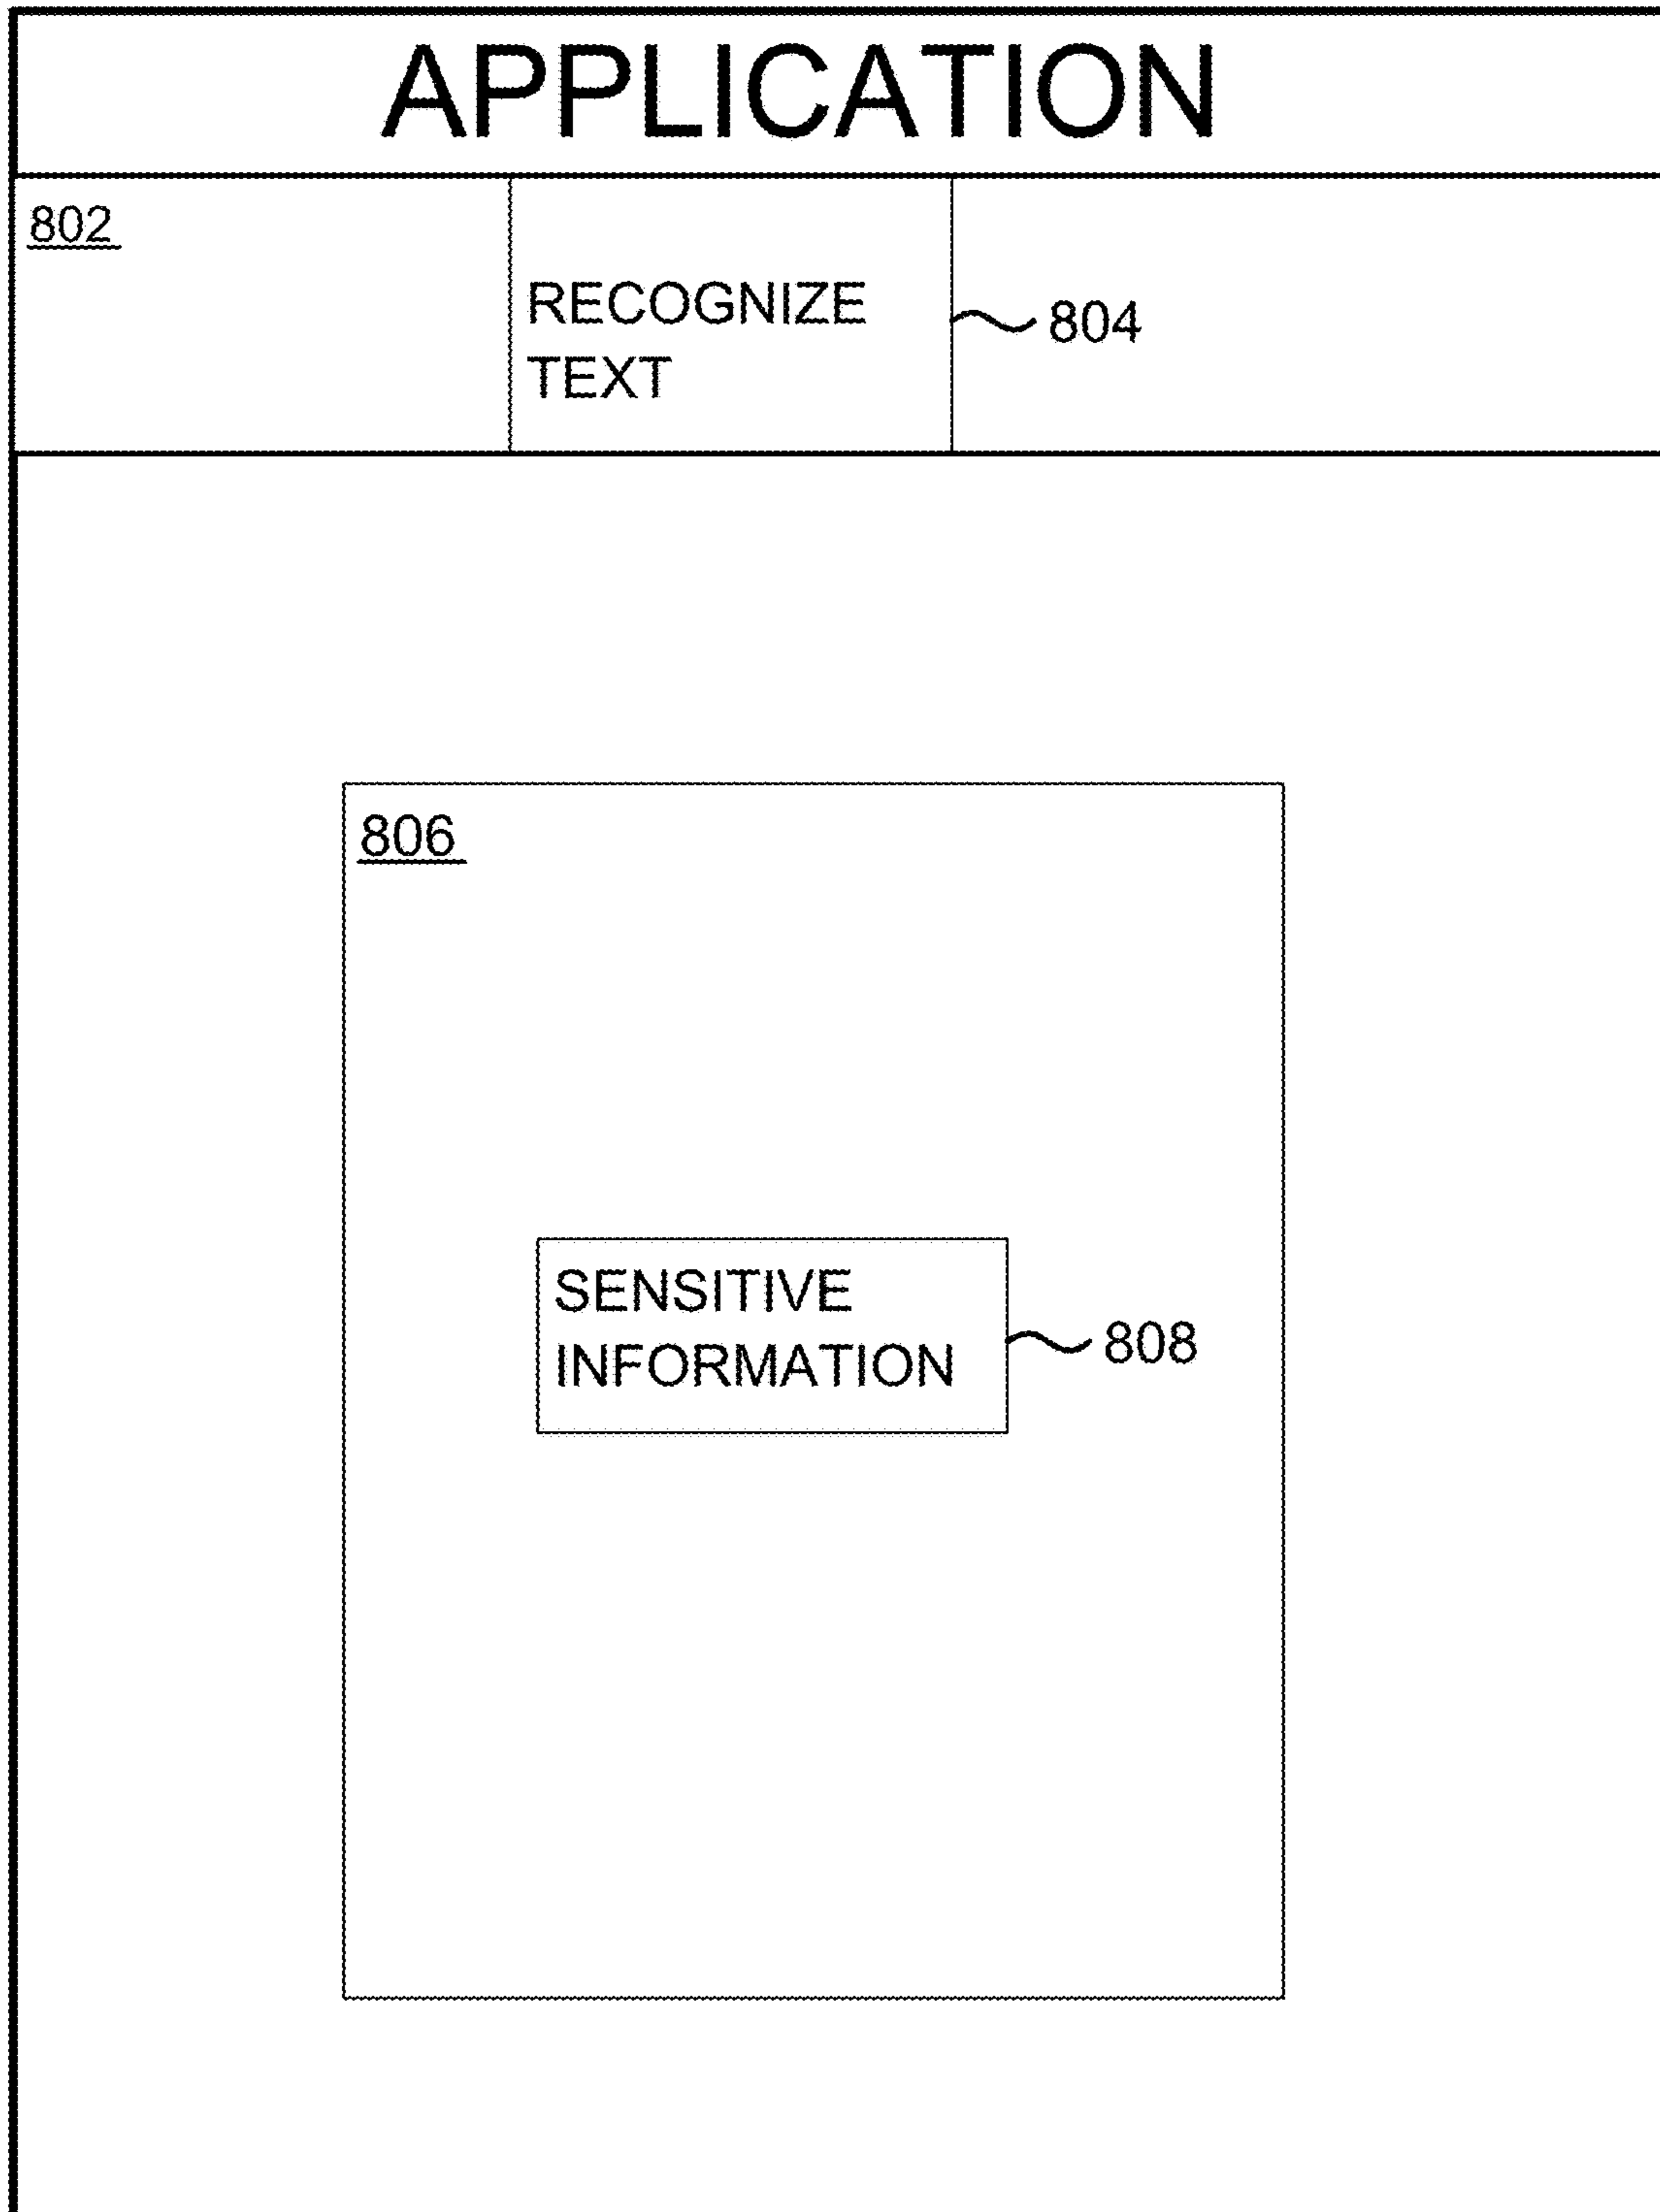 APPLICATION
802
RECOGNIZE
TEXT
804
806
SENSITIVE
INFORMATION
808